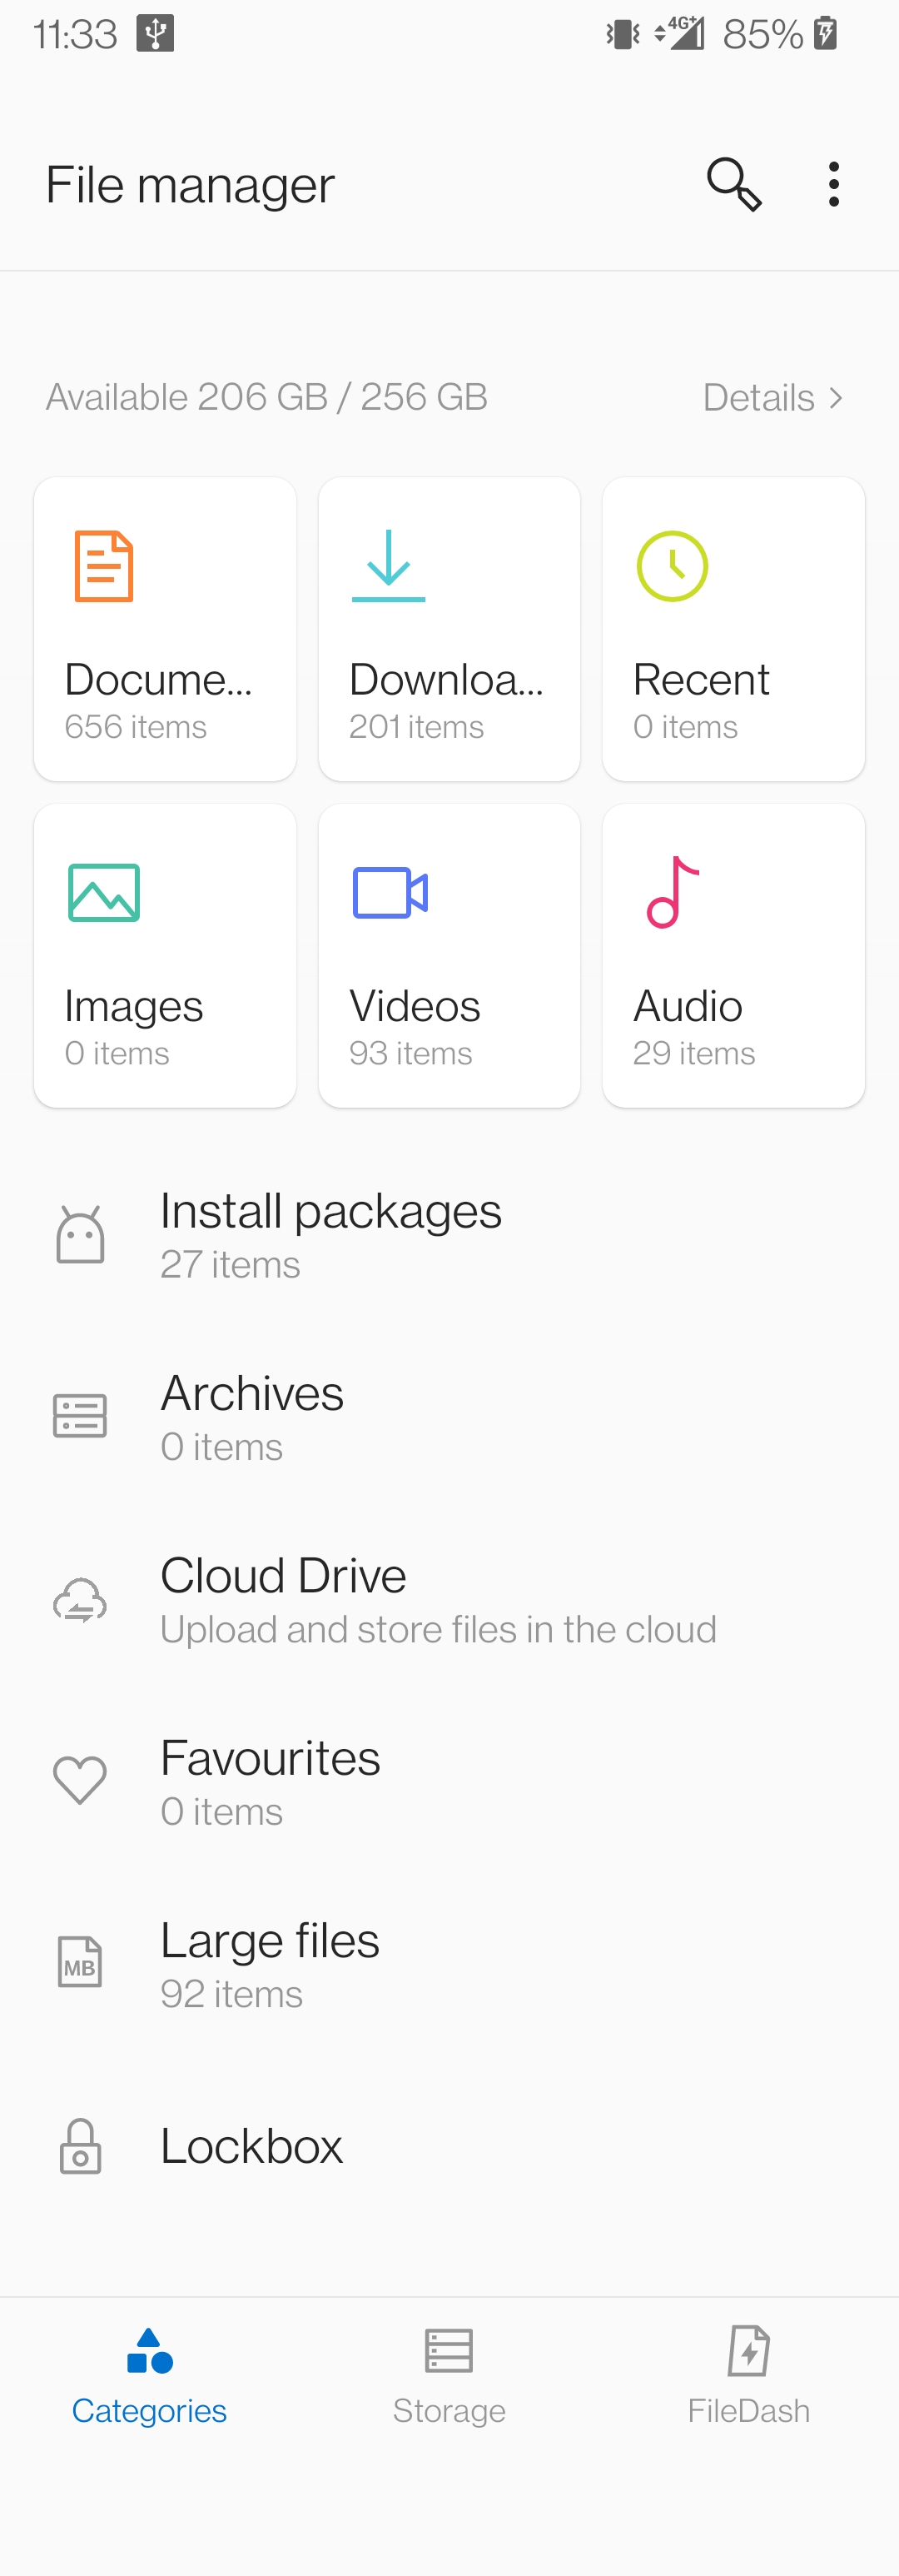 11:33 4G+ 85%
File manager
Available 206 GB / 256 GB Details >
Docume... Downloa... Recent
656 items 201 items 0 items
Images Videos Audio
0 items 93 items 29 items
Install packages
27 items
Archives
0 items
Cloud Drive
Upload and store files in the cloud
Favourites
0 items
Large files
MB
92 items
Lockbox
Categories Storage FileDash